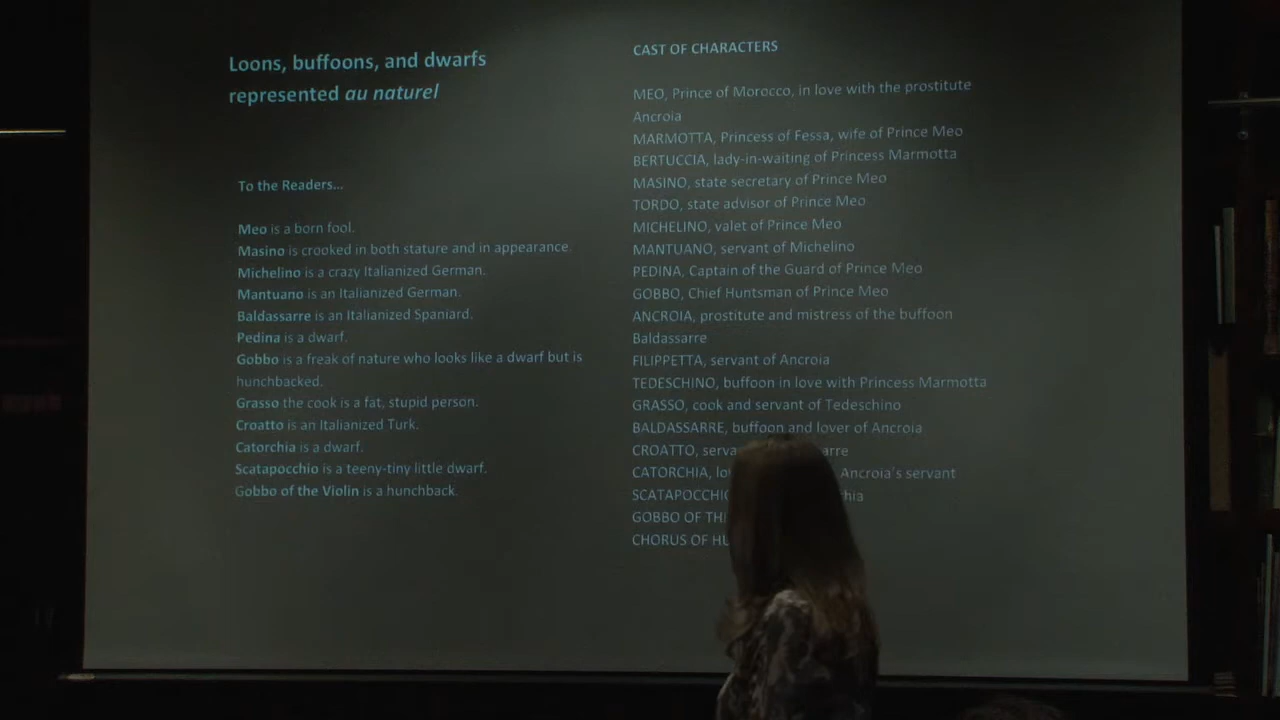 Loons, buffoons, and dwarfs
represented au naturel
To the Readers...
Meo is a born fool.
Masino is crooked in both stature and in appearance.
Michelino is a crazy Italianized German.
Mantuano is an Italianized German.
Baldassarre is an Italianized Spaniard.
Pedina is a dwarf.
Gobbo is a freak of nature who looks like a dwarf but is
hunchbacked.
Grasso the cook is a fat, stupid person.
Croatto is an Italianized Turk.
Catorchia is a dwarf.
Scatapocchio is a teeny-tiny little dwarf.
Gobbo of the Violin is a hunchback.
CAST OF CHARACTERS
MEO, Prince of Morocco, in love with the prostitute
Ancroia
MARMOTTA, Princess of Fessa, wife of Prince Meo
BERTUCCIA, lady-in-waiting of Princess Marmotta
MASINO, state secretary of Prince Meo
TORDO, state advisor of Prince Meo
MICHELINO, valet of Prince Meo
MANTUANO, servant of Michelino
PEDINA, Captain of the Guard of Prince Meo
GOBBO, Chief Huntsman of Prince Meo
ANCROIA, prostitute and mistress of the buffoon
Baldassarre
FILIPPETTA, servant of Ancroia
TEDESCHINO, buffoon in love with Princess Marmotta
GRASSO, cook and servant of Tedeschino
BALDASSARRE, buffoon and lover of Ancroia
CROATTO,
CATORCHIA, Ancroia's servant
GOBBO OF
CHORUS OF